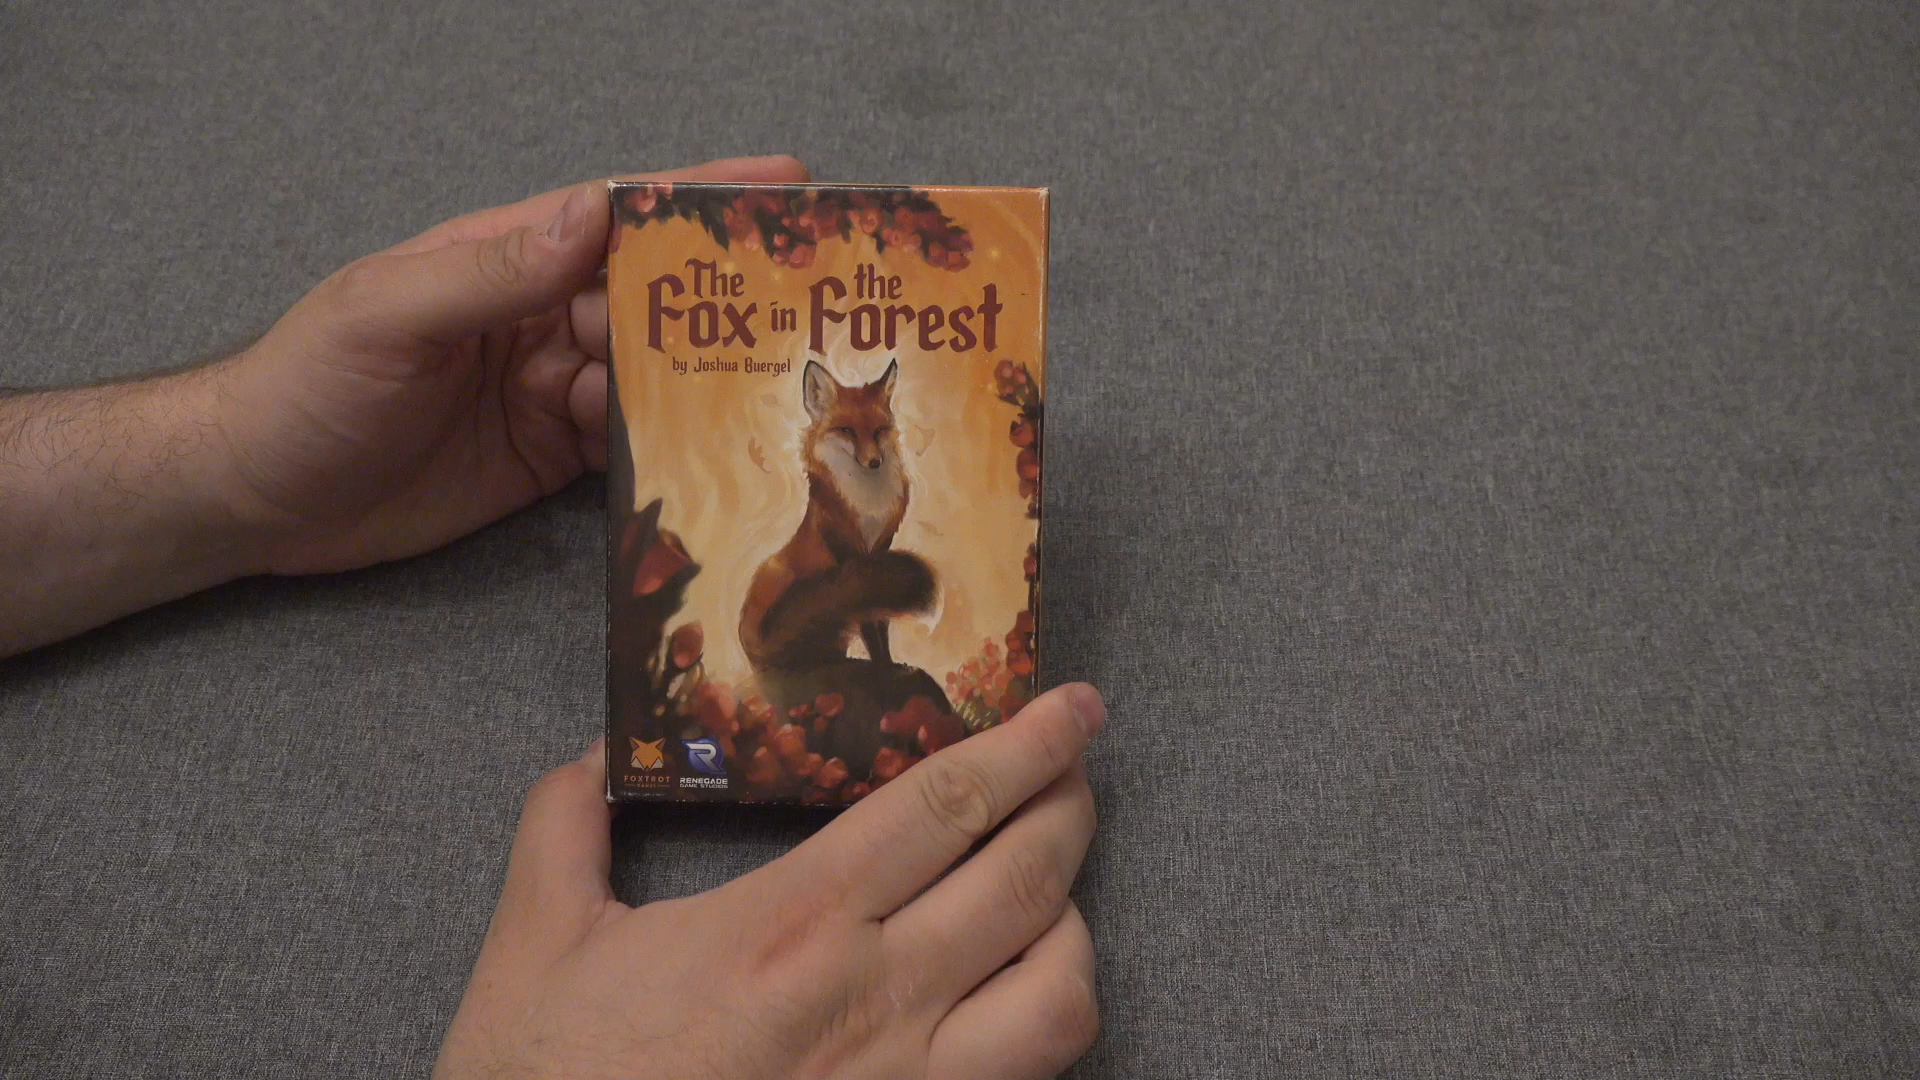 The Fox in the Forest
by Joshua Buergel
FOXTROT
GAMES
RENEGADE
GAME STUDIOS